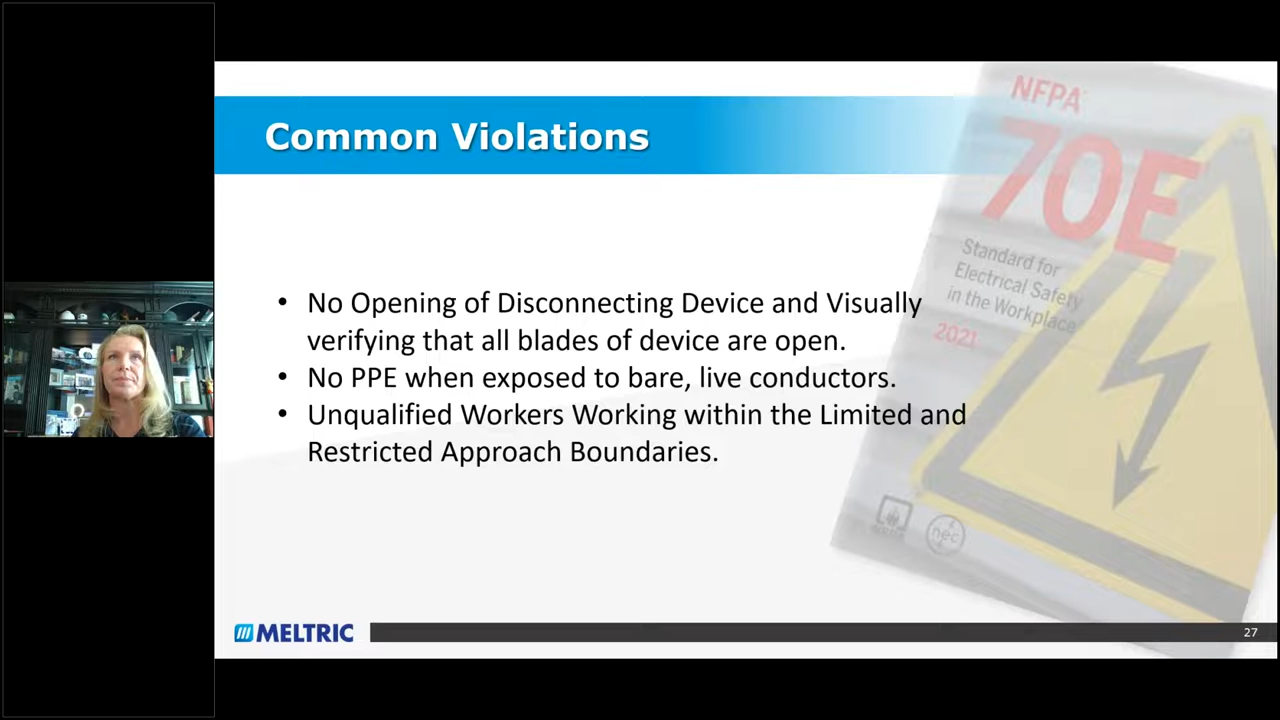 Common Violations
NFPA
70E
Standard for
Electrical Safety
in the Workplace
2021
• No Opening of Disconnecting Device and Visually
verifying that all blades of device are open.
• No PPE when exposed to bare, live conductors.
• Unqualified Workers Working within the Limited and
Restricted Approach Boundaries.
nec
MELTRIC
27